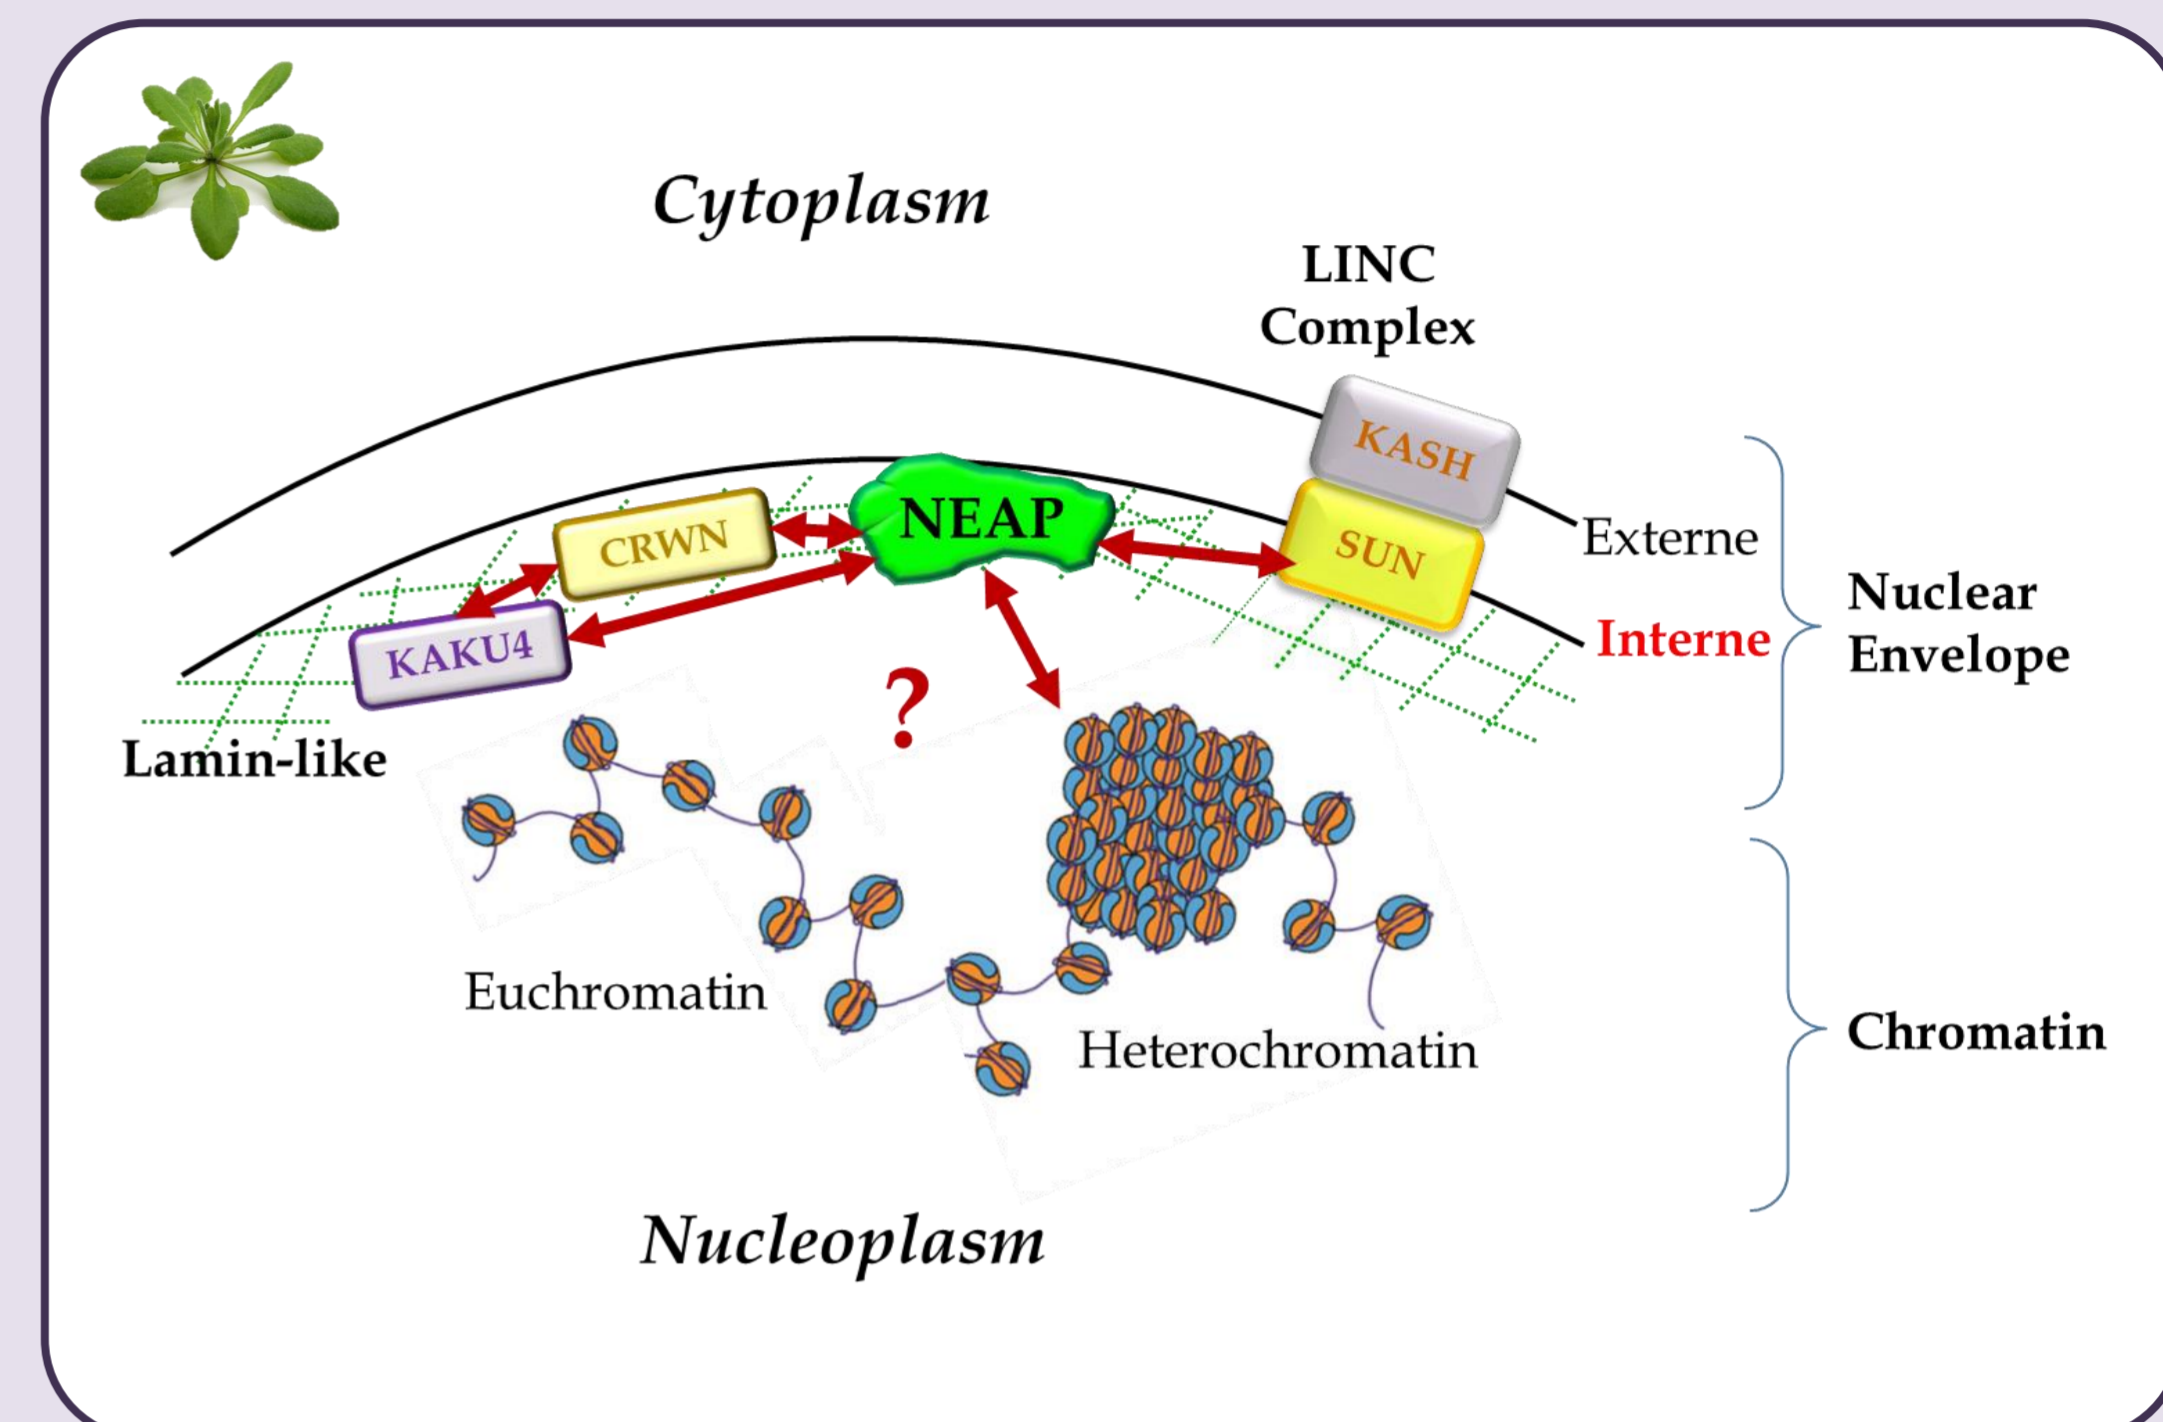 Cytoplasm
LINC
Complex
KASH
NEAP
CRWN
SUN
Externe
KAKU4
Interne
Nuclear
Envelope
?
Lamin-like
Euchromatin
Heterochromatin
Chromatin
Nucleoplasm